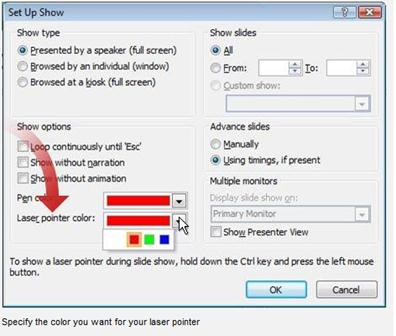 Set Up Show
Show type
Presented by a speaker (full screen)
Browsed by an individual (window)
Browsed at a kiosk (full screen)
Show slides
All
From: To:
Custom show:
Show options
Loop continuously until 'Esc'
Show without narration
Show without animation
Pen color:
Laser pointer color:
Advance slides
Manually
Using timings, if present
Multiple monitors
Display slide show on:
Primary Monitor
Show Presenter View
To show a laser pointer during slide show, hold down the Ctrl key and press the left mouse
button.
OK Cancel
Specify the color you want for your laser pointer